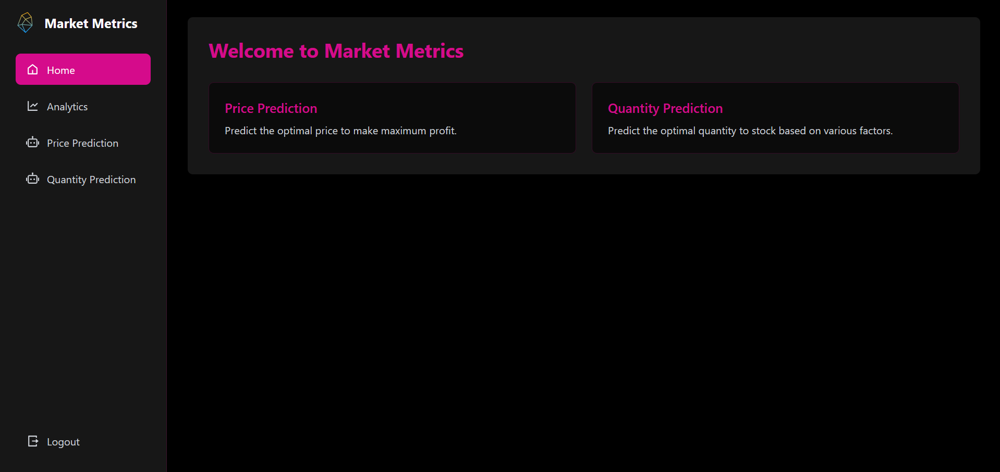 Market Metrics
Home
Analytics
Price Prediction
Quantity Prediction
Logout
Welcome to Market Metrics
Price Prediction
Predict the optimal price to make maximum profit.
Quantity Prediction
Predict the optimal quantity to stock based on various factors.